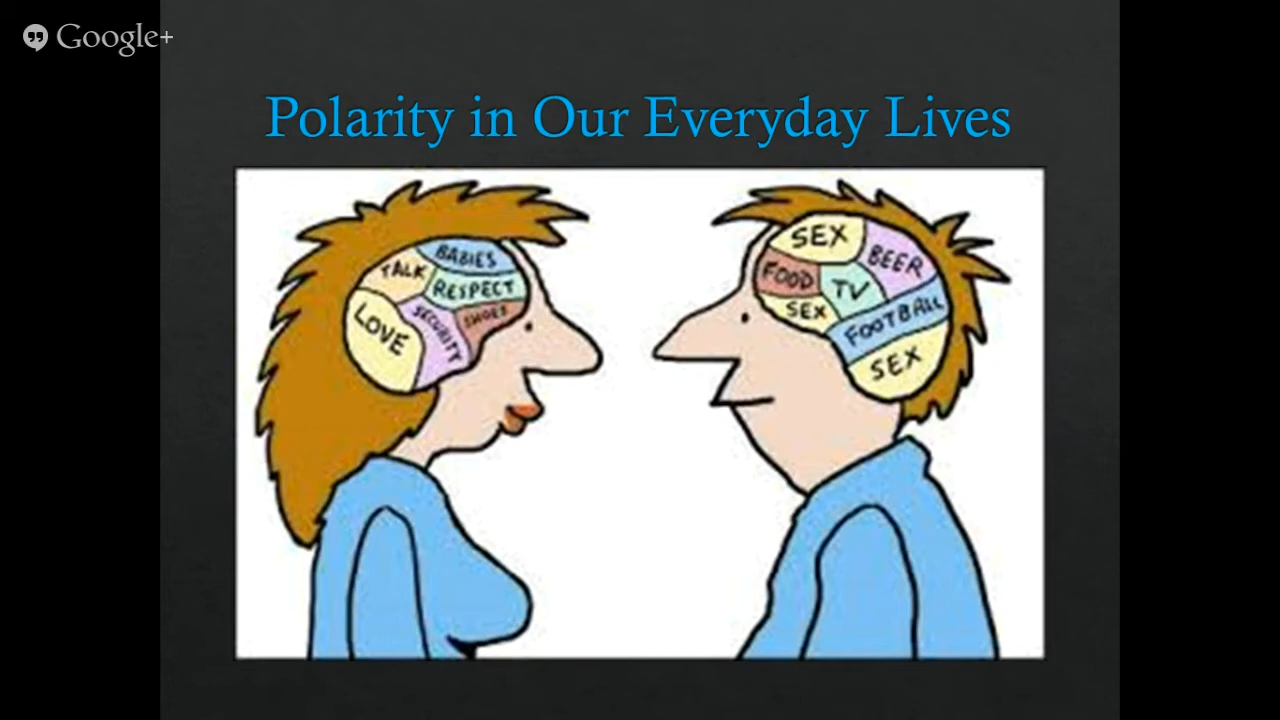 Google+
Polarity in Our Everyday Lives
BABIES
TALK
RESPECT
LOVE
SECURITY
SHOES
SEX
BEER
FOOD
TV
SEX
FOOTBALL
SEX